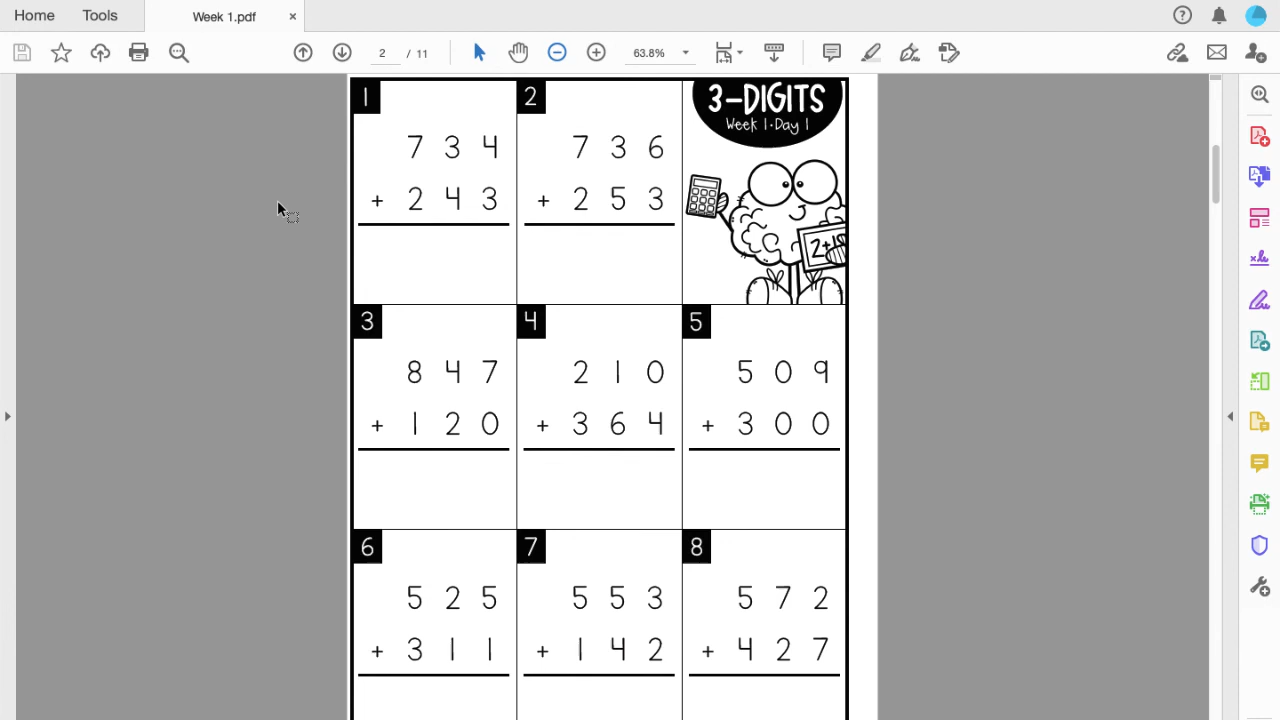 Home Tools Week 1.pdf ×
2 / 11 63.8%
1
7 3 4
+ 2 4 3
2
7 3 6
+ 2 5 3
3-DIGITS
Week 1•Day 1
2+
3
8 4 7
+ 1 2 0
4
2 1 0
+ 3 6 4
5
5 0 9
+ 3 0 0
6
5 2 5
+ 3 1 1
7
5 5 3
+ 1 4 2
8
5 7 2
+ 4 2 7